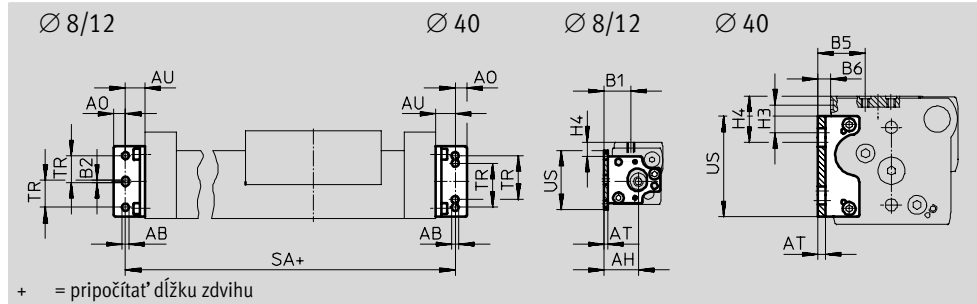 ∅ 8/12
∅ 40
∅ 8/12
∅ 40
AU
AO
AO
AU
TR
B2
TR
AB
TR
TR
AB
SA+
B1
H4
US
AT
AH
B5
B6
H4
H3
US
AT
+ = pripočítať dĺžku zdvihu